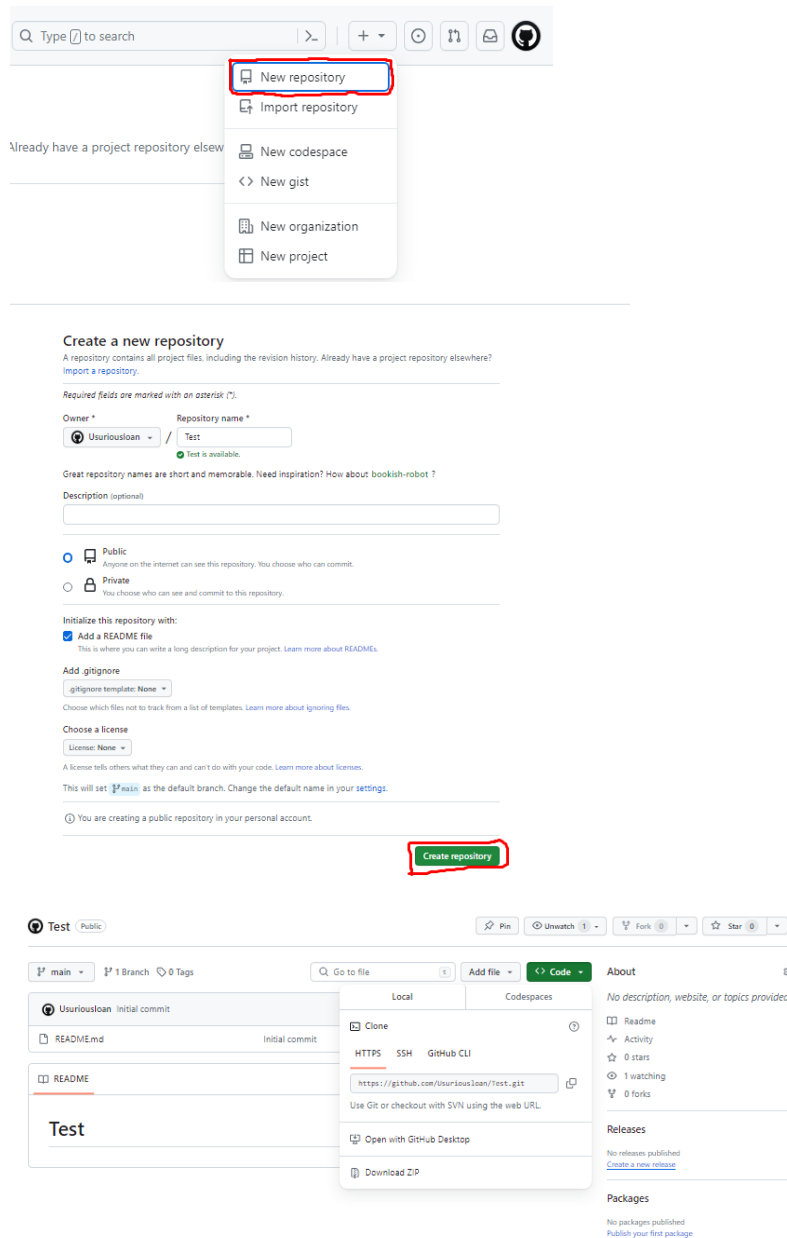 Type / to search
New repository
Import repository
Already have a project repository elsew
New codespace
New gist
New organization
New project
Create a new repository
A repository contains all project files, including the revision history. Already have a project repository elsewhere?
Import a repository.
Required fields are marked with an asterisk (*).
Owner * Repository name *
Usuriousloan / Test
Test is available.
Great repository names are short and memorable. Need inspiration? How about bookish-robot ?
Description (optional)
Public
Anyone on the internet can see this repository. You choose who can commit.
Private
You choose who can see and commit to this repository.
Initialize this repository with:
Add a README file
This is where you can write a long description for your project. Learn more about READMEs.
Add .gitignore
.gitignore template: None
Choose which files not to track from a list of templates. Learn more about ignoring files.
Choose a license
License: None
A license tells others what they can and can't do with your code. Learn more about licenses.
This will set main as the default branch. Change the default name in your settings.
You are creating a public repository in your personal account.
Create repository
Test Public Pin Unwatch 1 Fork 0 Star 0
main 1 Branch 0 Tags Go to file t Add file <> Code
Usuriousloan Initial commit
README.md Initial commit
README
Test
Local Codespaces
Clone
HTTPS SSH GitHub CLI
https://github.com/Usuriousloan/Test.git
Use Git or checkout with SVN using the web URL.
Open with GitHub Desktop
Download ZIP
About
No description, website, or topics provided
Readme
Activity
0 stars
1 watching
0 forks
Releases
No releases published
Create a new release
Packages
No packages published
Publish your first package